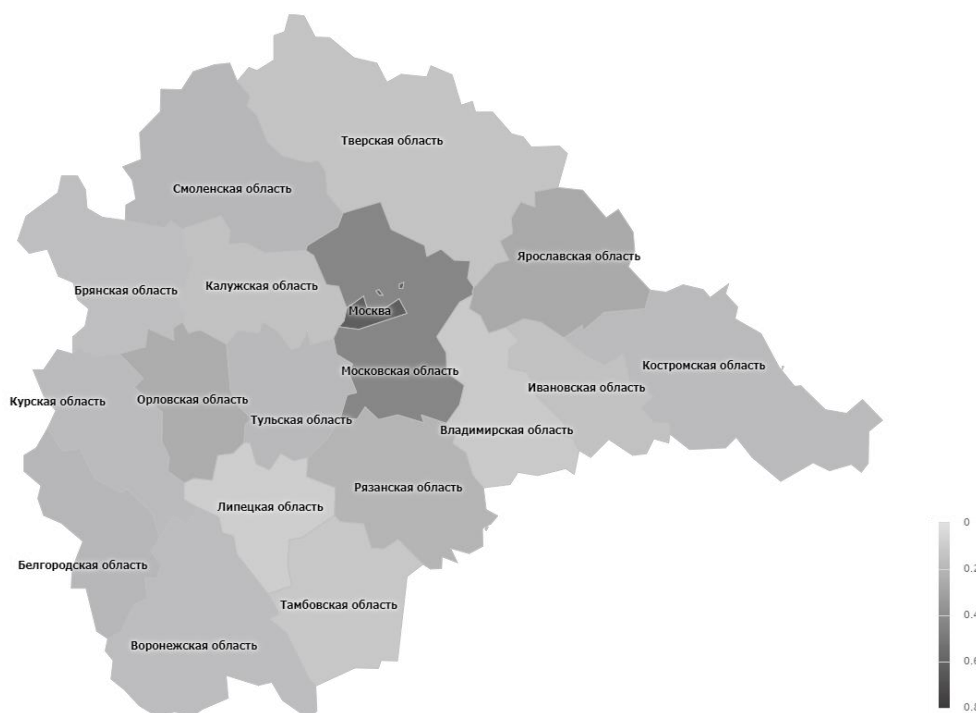 Тверская область
Смоленская область
Ярославская область
Брянская область
Калужская область
Москва
Костромская область
Московская область
Ивановская область
Курская область
Орловская область
Тульская область
Владимирская область
Рязанская область
Липецкая область
Белгородская область
Тамбовская область
Воронежская область
0
0.2
0.4
0.6
0.8